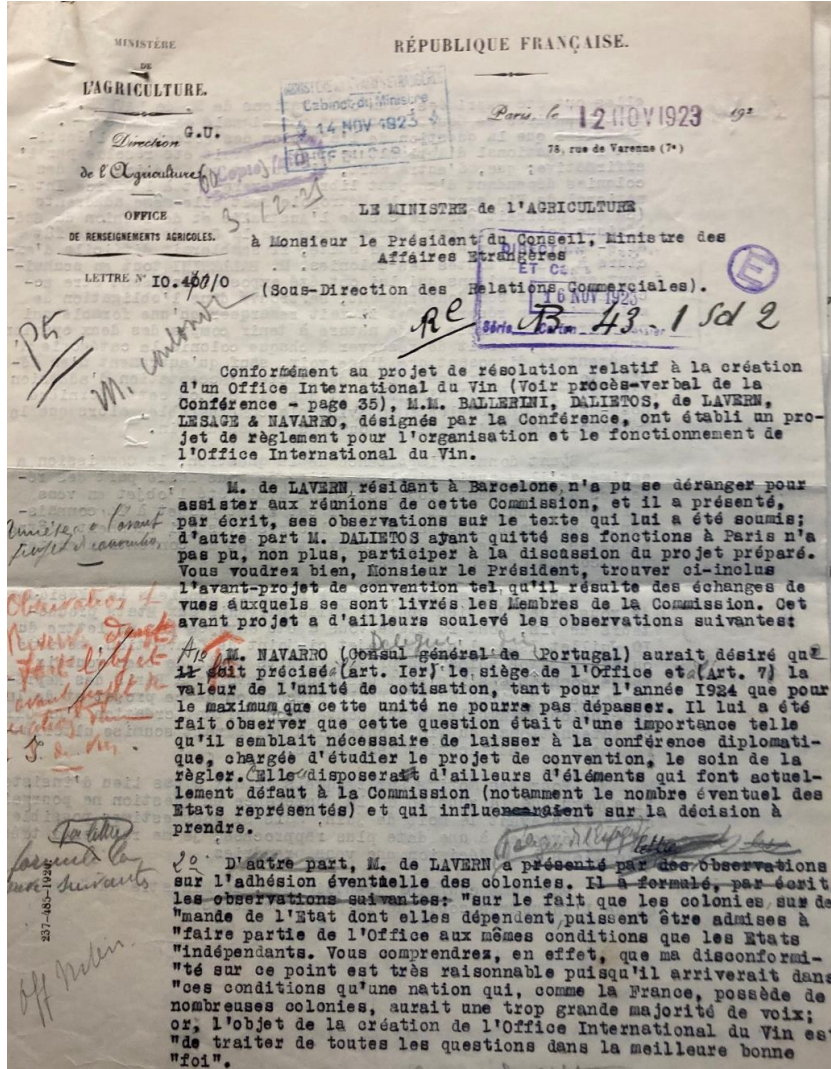 MINISTÈRE
DE
L'AGRICULTURE.
Direction G.U.
de l'Agriculture
OFFICE
DE RENSEIGNEMENTS AGRICOLES.
LETTRE N° 10.400/0
RÉPUBLIQUE FRANÇAISE.
Cabinet du Ministre
14 NOV 1923
Paris, le 12 NOV 1923 192
78, rue de Varenne (7e)
3.12.25
LE MINISTRE de l'AGRICULTURE
à Monsieur le Président du Conseil, Ministre des
Affaires Etrangères
(Sous-Direction des Relations Commerciales).
E
16 NOV 1923
Série Carton
43-1 Sd 2
M. Coulondre
Conformément au projet de résolution relatif à la création
d'un Office International du Vin (Voir procès-verbal de la
Conférence - page 35), M.M. BALLERINI, DALIETOS, de LAVERN,
LESAGE & NAVARRO, désignés par la Conférence, ont établi un pro-
jet de règlement pour l'organisation et le fonctionnement de
l'Office International du Vin.
M. de LAVERN, résidant à Barcelone, n'a pu se déranger pour
assister aux réunions de cette Commission, et il a présenté,
par écrit, ses observations sur le texte qui lui a été soumis;
d'autre part M. DALIETOS ayant quitté ses fonctions à Paris n'a
pas pu, non plus, participer à la discussion du projet préparé.
Vous voudrez bien, Monsieur le Président, trouver ci-inclus
l'avant-projet de convention tel qu'il résulte des échanges de
vues auxquels se sont livrés les Membres de la Commission. Cet
avant projet a d'ailleurs soulevé les observations suivantes:
M. NAVARRO (Consul général de (Portugal) aurait désiré que
il soit précisé (art. Ier) le siège de l'Office et (Art. 7) la
valeur de l'unité de cotisation, tant pour l'année 1924 que pour
le maximum que cette unité ne pourra pas dépasser. Il lui a été
fait observer que cette question était d'une importance telle
qu'il semblait nécessaire de laisser à la conférence diplomati-
que, chargée d'étudier le projet de convention, le soin de la
règler. Elle disposerait d'ailleurs d'éléments qui font actuel-
lement défaut à la Commission (notamment le nombre éventuel des
Etats représentés) et qui influenceraient sur la décision à
prendre.
2° D'autre part, M. de LAVERN a présenté par des observations
sur l'adhésion éventuelle des colonies. Il a formulé, par écrit
les observations suivantes: "sur le fait que les colonies, sur de
"mande de l'Etat dont elles dépendent, puissent être admises à
"faire partie de l'Office aux mêmes conditions que les Etats
"indépendants. Vous comprendrez, en effet, que ma disconformi-
"té sur ce point est très raisonnable puisqu'il arriverait dans
"ces conditions qu'une nation qui, comme la France, possède de
nombreuses colonies, aurait une trop grande majorité de voix;
or, l'objet de la création de l'Office International du Vin est
"de traiter de toutes les questions dans la meilleure bonne
"foi".
237-485-1923